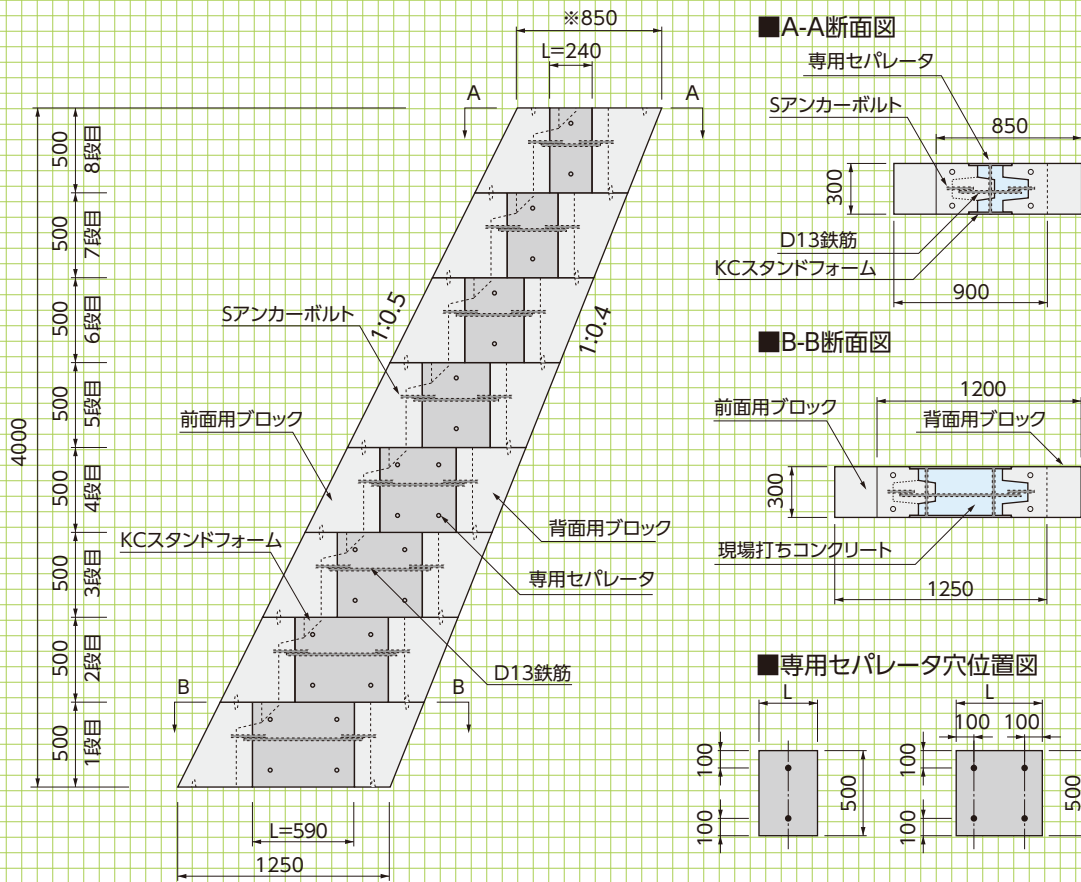 ※850
L=240
A
A
4000
500
8段目
500
7段目
500
6段目
500
5段目
500
4段目
500
3段目
500
2段目
500
1段目
1:0.5
1:0.4
Sアンカーボルト
前面用ブロック
KCスタンドフォーム
背面用ブロック
専用セパレータ
D13鉄筋
B
B
L=590
1250
■A-A断面図
専用セパレータ
Sアンカーボルト
850
300
D13鉄筋
KCスタンドフォーム
900
■B-B断面図
1200
前面用ブロック
背面用ブロック
300
現場打ちコンクリート
1250
■専用セパレータ穴位置図
L
100
500
100
L
100
100
100
500
100